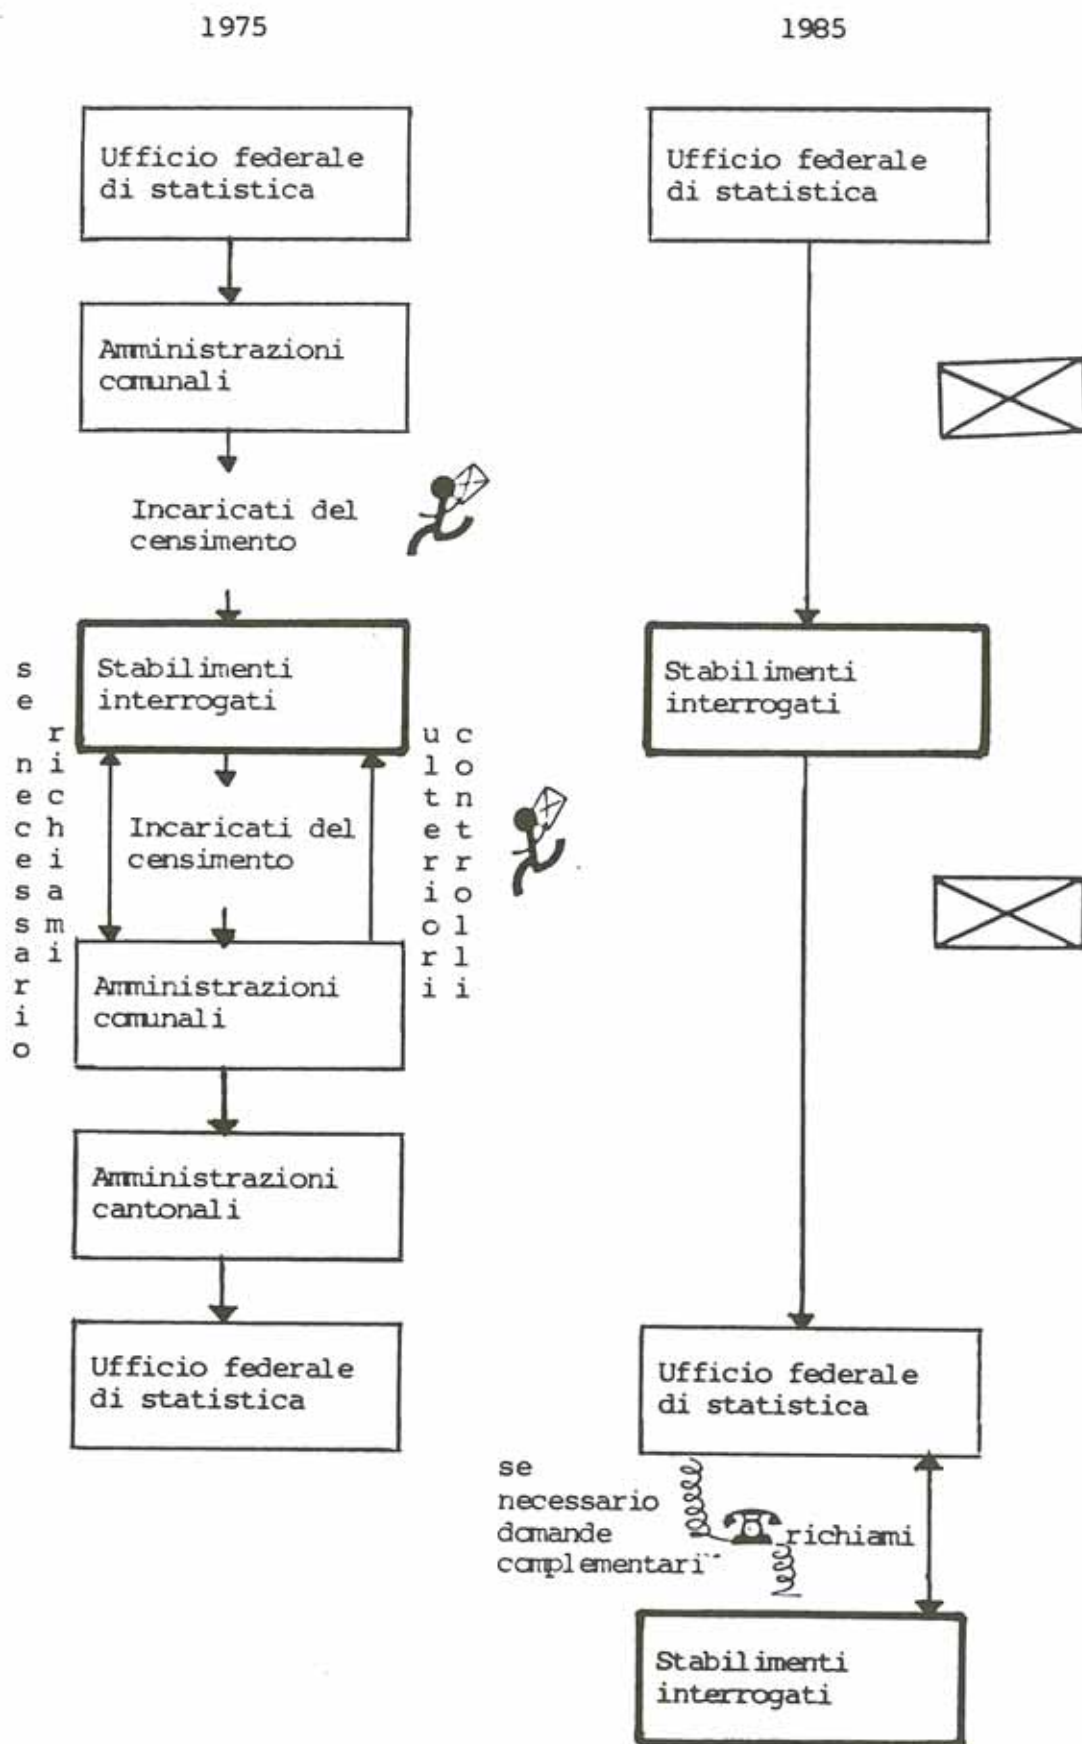 1975
Ufficio federale
di statistica
Amministrazioni
comunali
Incaricati del
censimento
Stabilimenti
interrogati
se necessario
richiami
Incaricati del
censimento
ulteriori
controlli
Amministrazioni
comunali
Amministrazioni
cantonali
Ufficio federale
di statistica
1985
Ufficio federale
di statistica
Stabilimenti
interrogati
Ufficio federale
di statistica
se
necessario
domande
complementari
richiami
Stabilimenti
interrogati